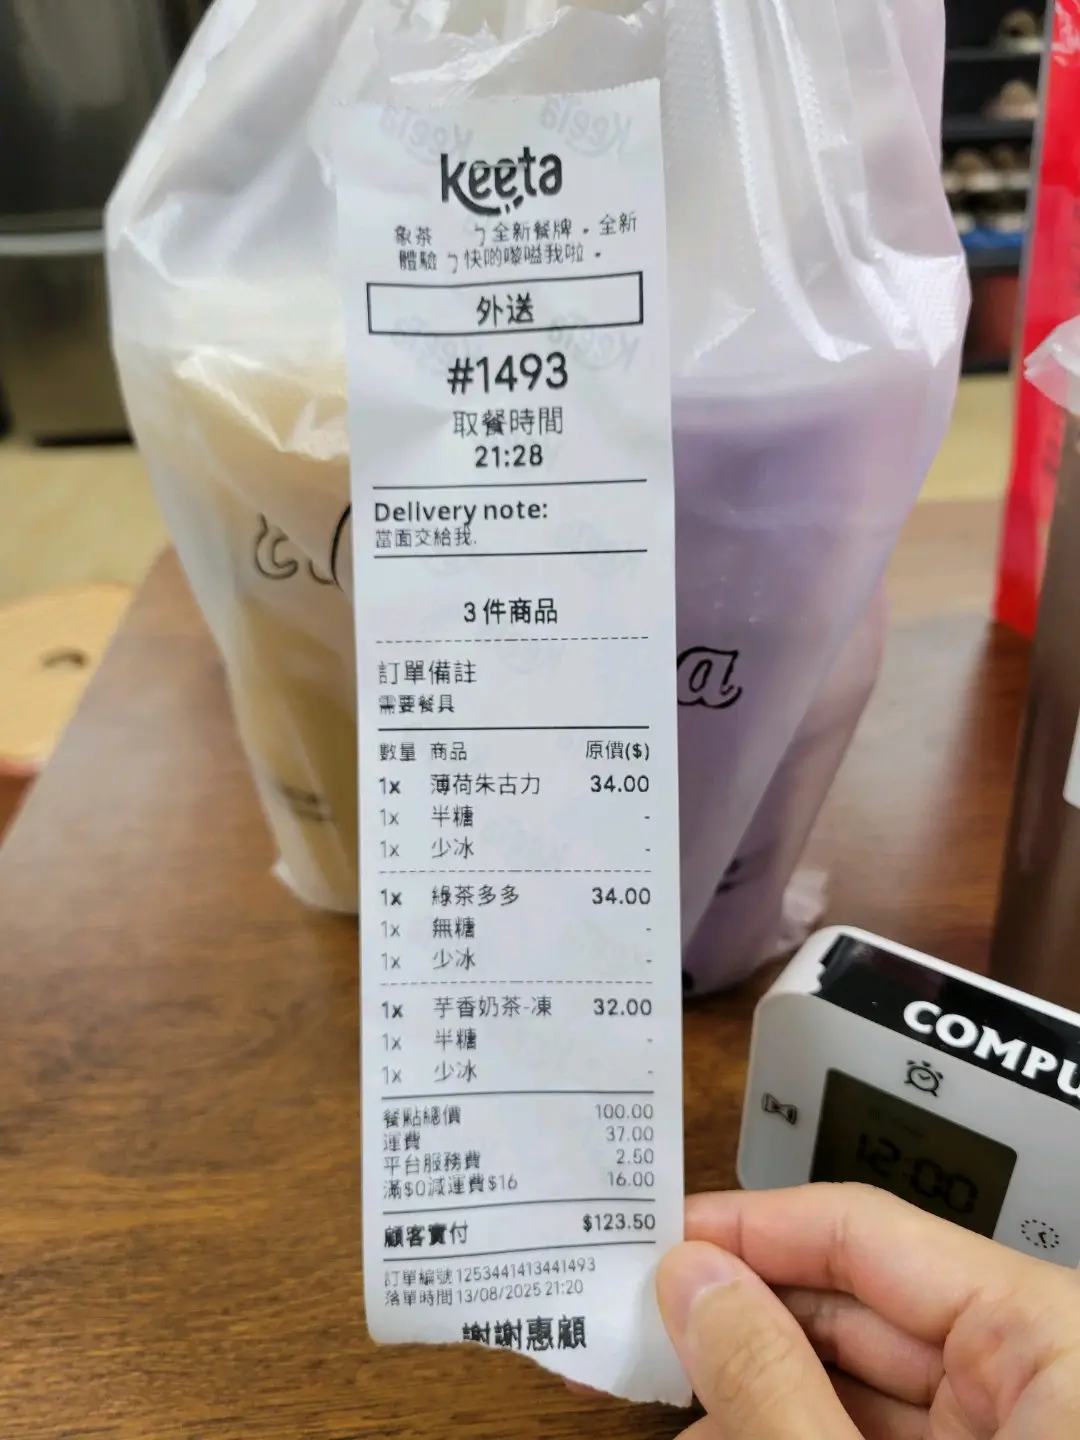 keeta
象茶 ㇉全新餐牌。全新
體驗㇉快啲嚟嗌我啦。
外送
#1493
取餐時間
21:28
Delivery note:
當面交給我.
3 件商品
訂單備註
需要餐具
數量 商品 原價($)
1x 薄荷朱古力 34.00
1x 半糖 -
1x 少冰 -
1x 綠茶多多 34.00
1x 無糖 -
1x 少冰 -
1x 芋香奶茶-凍 32.00
1x 半糖 -
1x 少冰 -
餐點總價 100.00
運費 37.00
平台服務費 2.50
滿$0減運費$16 16.00
顧客實付 $123.50
訂單編號 1253441413441493
落單時間 13/08/2025 21:20
謝謝惠顧
a
COMPU
12:00